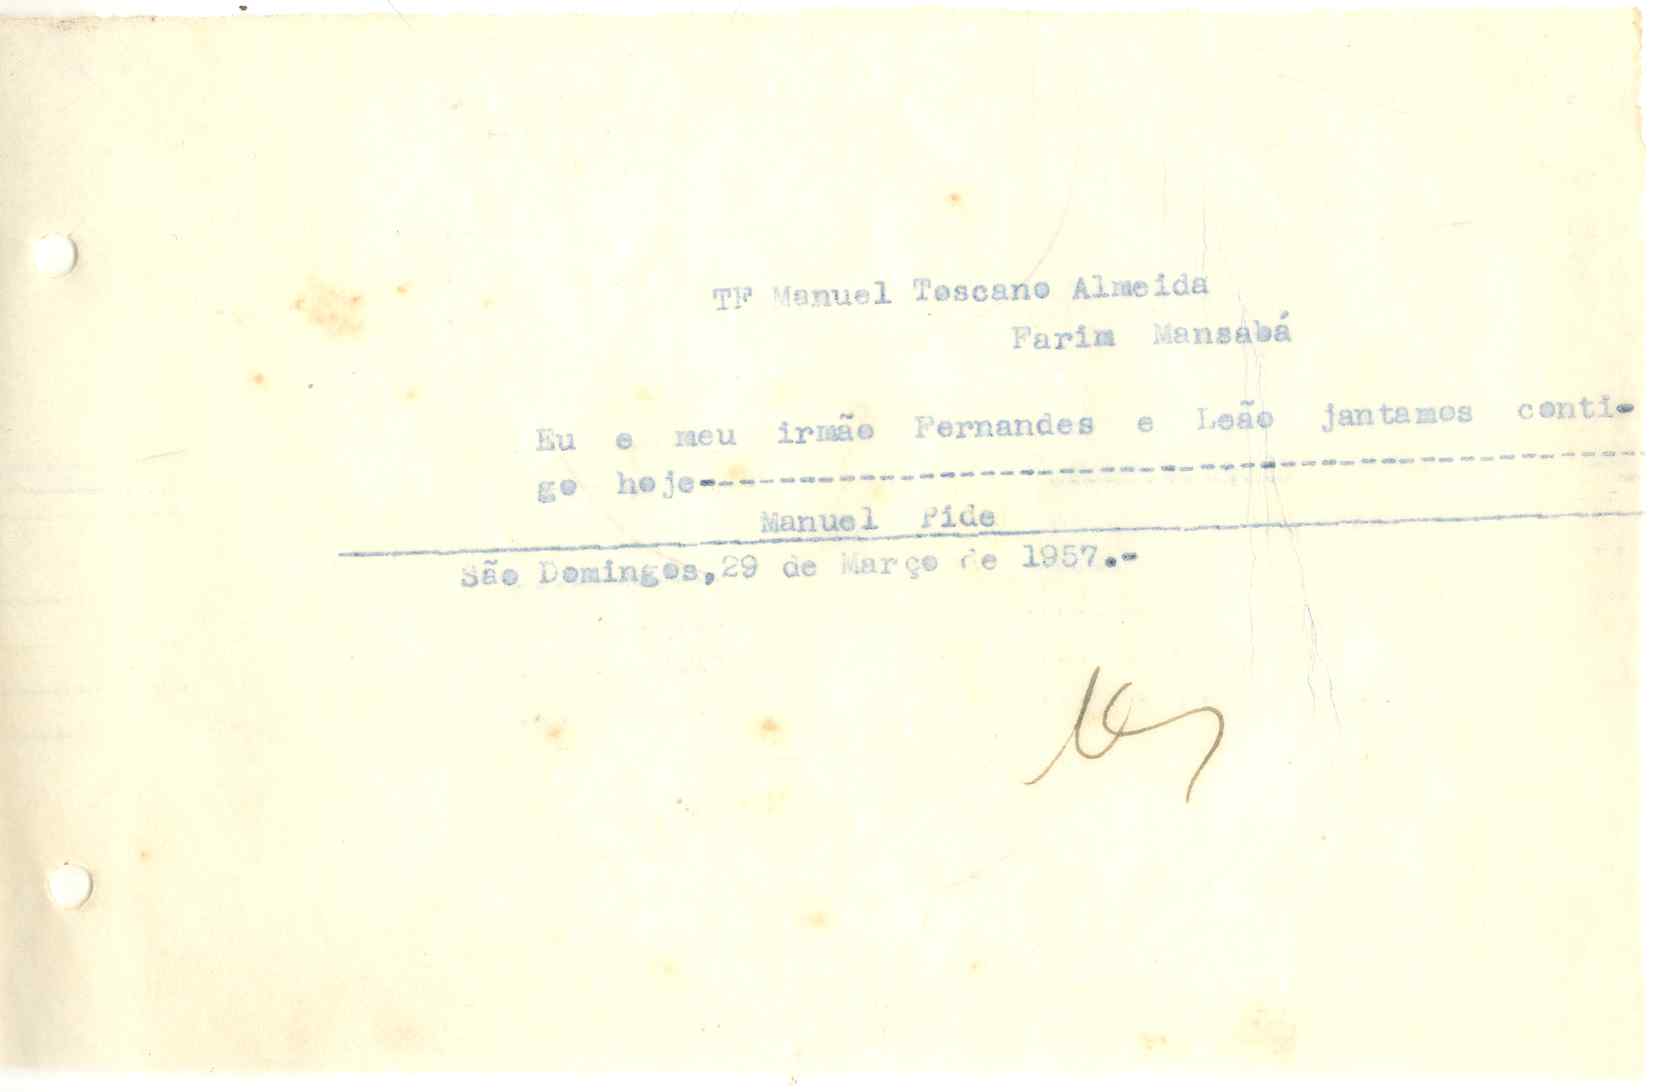 TF Manuel Toscano Almeida
Farim Mansabá
Eu e meu irmão Fernandes e Leão jantamos conti-
go hoje------------------------------------------------
Manuel Pide
São Domingos,29 de Março de 1957.-